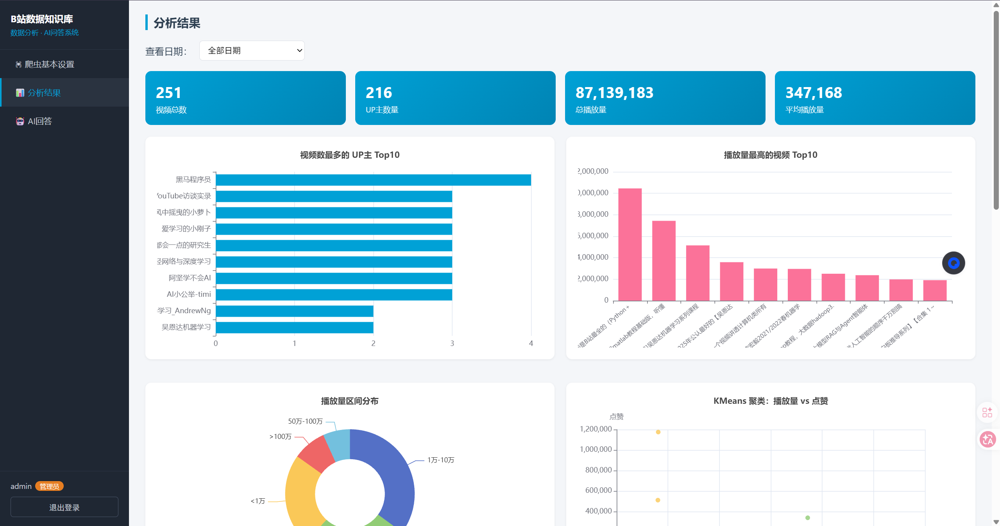 B站数据知识库
数据分析 · AI问答系统
爬虫基本设置
分析结果
AI回答
admin 管理员
退出登录
分析结果
查看日期：
全部日期
251
视频总数
216
UP主数量
87,139,183
总播放量
347,168
平均播放量
视频数最多的 UP主 Top10
黑马程序员
YouTube访谈实录
风中摇曳的小萝卜
爱学习的小刚子
都会一点的研究生
网络与深度学习
阿坚学不会AI
AI小公举-timi
学习_AndrewNg
吴恩达机器学习
0 1 2 3 4
播放量最高的视频 Top10
2,000,000
0,000,000
8,000,000
6,000,000
4,000,000
2,000,000
0
是B站最全的（Python +
matlab教程基础版，听懂
吴恩达机器学习系列课程
025年公认最好的【吴恩达
个视频讲透计算机类所有
李宏毅2021/2022春机器学
op教程，大数据hadoop3.
大模型RAG与Agent智能体
人工智能的顺序千万别搞
白板推导系列】【合集 1～
播放量区间分布
50万-100万
>100万
1万-10万
<1万
KMeans 聚类：播放量 vs 点赞
点赞
1,200,000
1,000,000
800,000
600,000
400,000